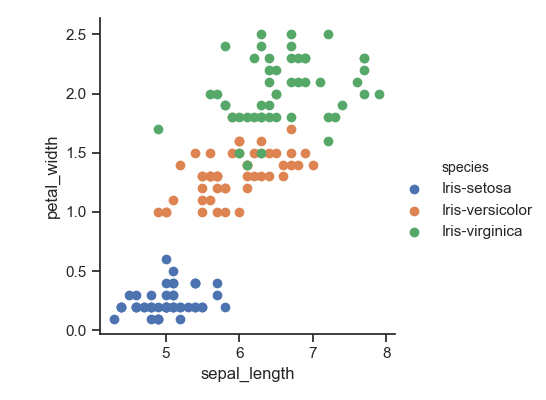 2.5
2.0
1.5
1.0
0.5
0.0
petal_width
5 6 7 8
sepal_length
species
Iris-setosa
Iris-versicolor
Iris-virginica